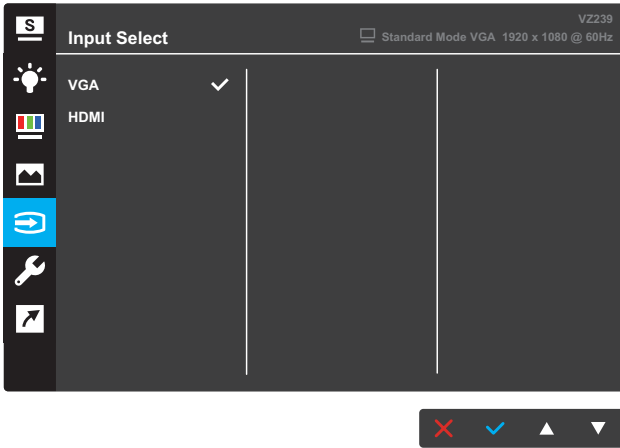 S
VZ239
Input Select
Standard Mode VGA 1920 x 1080 @ 60Hz
VGA
HDMI